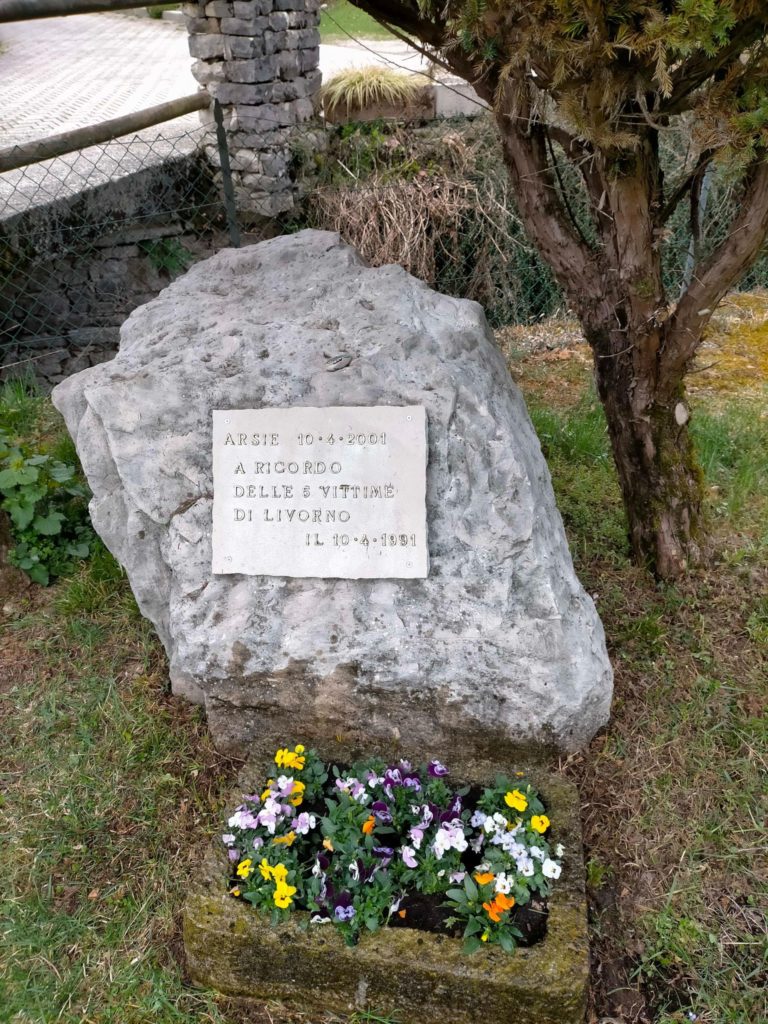 ARSIE 10·4·2001
A RICORDO
DELLE 5 VITTIME
DI LIVORNO
IL 10·4·1991